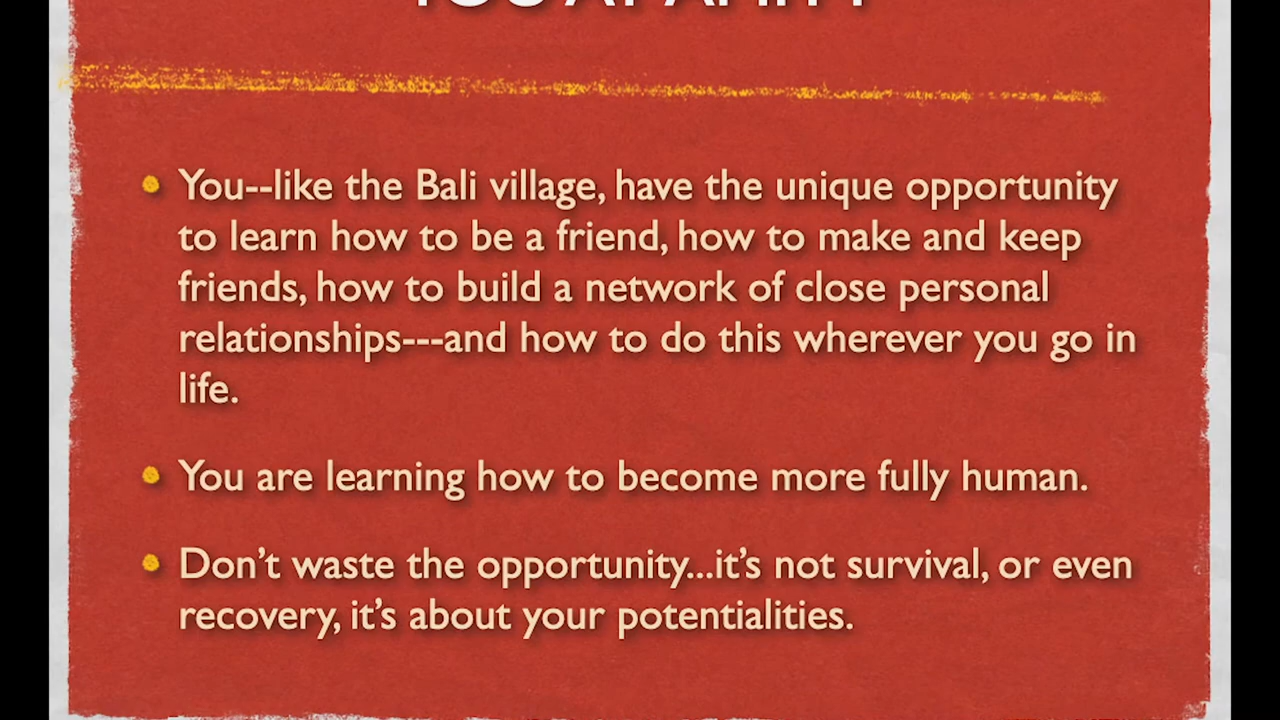 YOU AT AMITY
You--like the Bali village, have the unique opportunity
to learn how to be a friend, how to make and keep
friends, how to build a network of close personal
relationships---and how to do this wherever you go in
life.
You are learning how to become more fully human.
Don’t waste the opportunity...it’s not survival, or even
recovery, it’s about your potentialities.